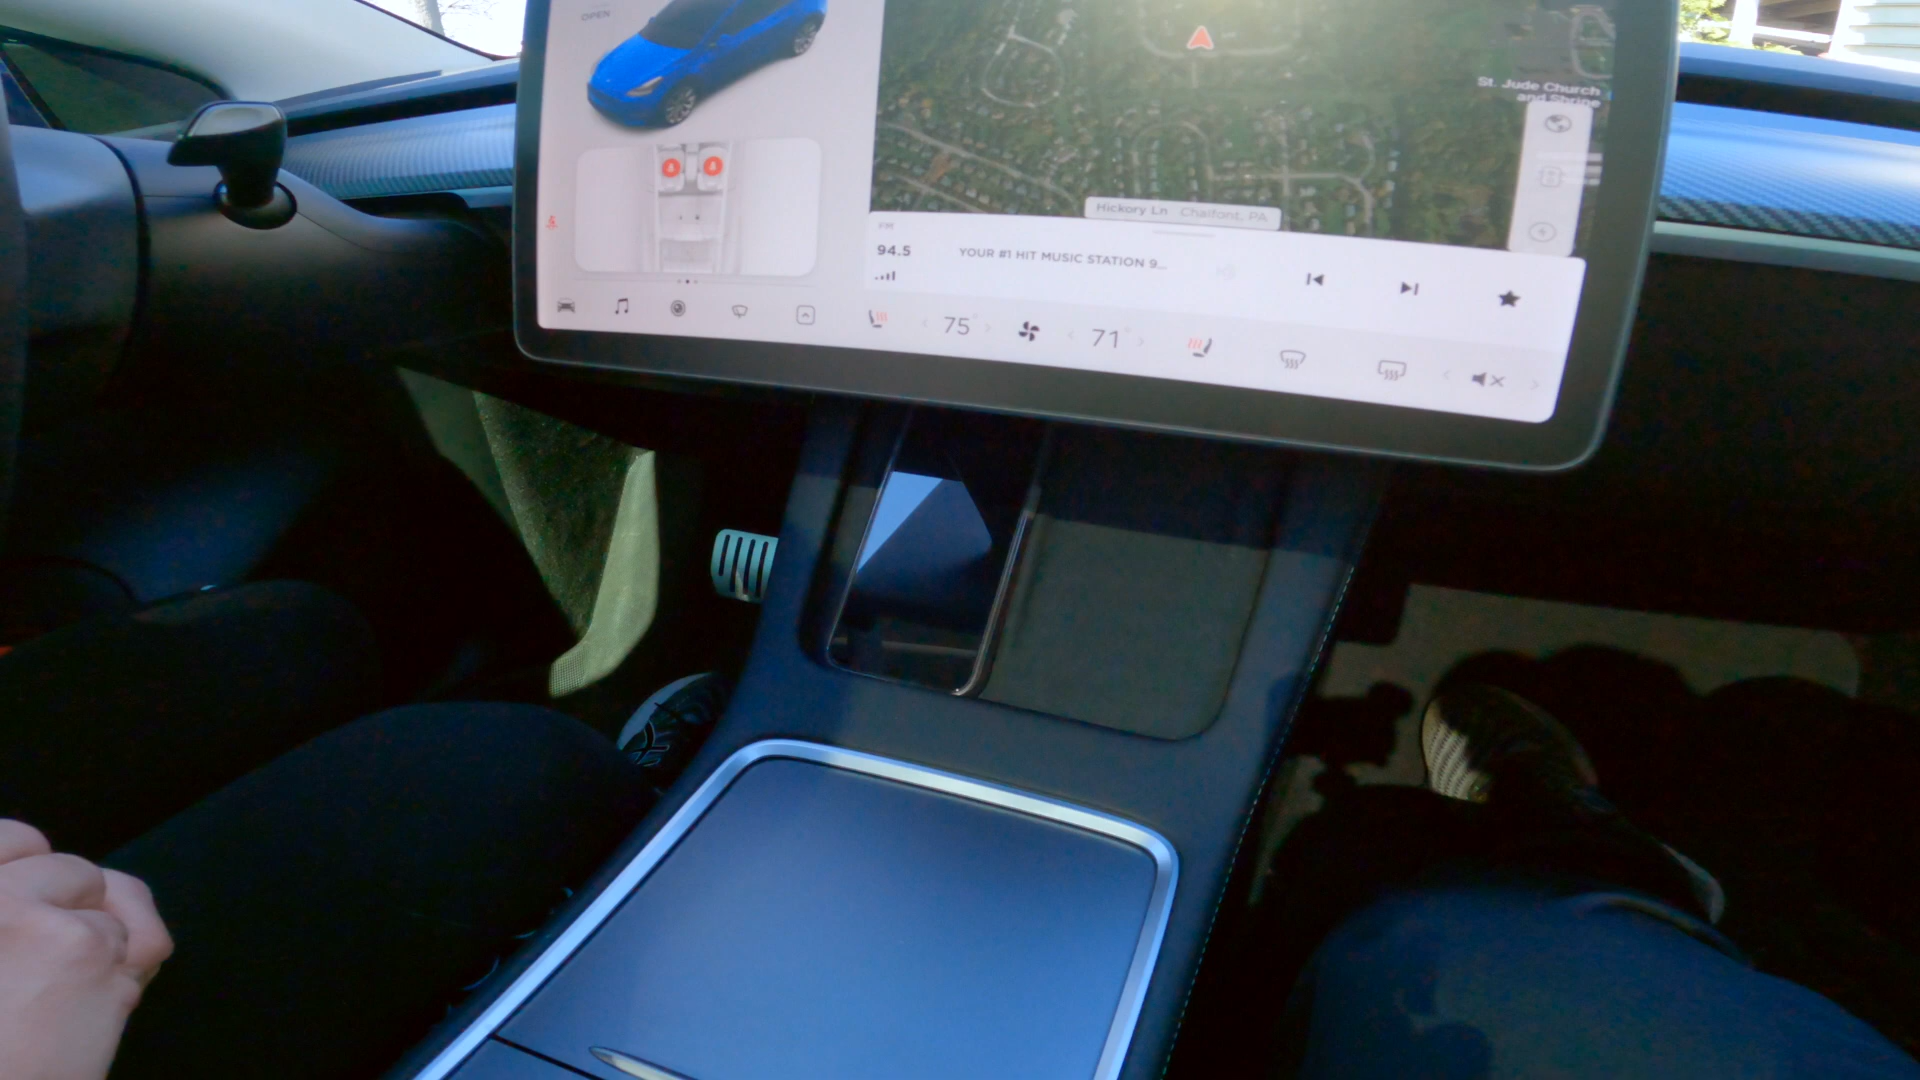 OPEN
St. Jude Church
and Shrine
Hickory Ln Chalfont, PA
FM
94.5
YOUR #1 HIT MUSIC STATION 9...
75°
71°